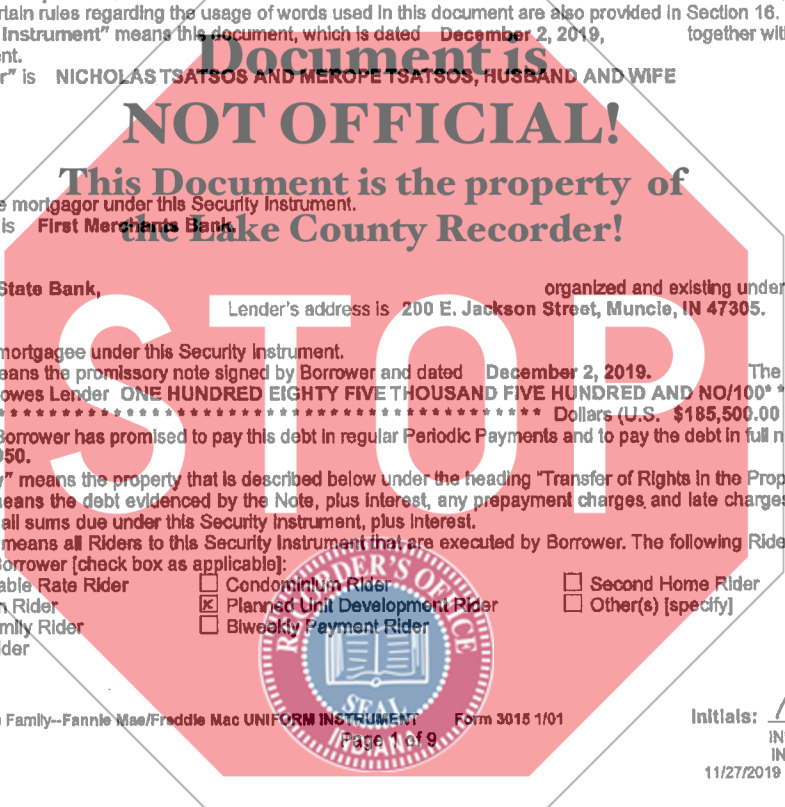 rtain rules regarding the usage of words used in this document are also provided in Section 16.
Instrument" means this document, which is dated December 2, 2019, together wit
nt.
r" is NICHOLAS TSATSOS AND MEROPE TSATSOS, HUSBAND AND WIFE
Document is
NOT OFFICIAL!
This Document is the property of
the Lake County Recorder!
e mortgagor under this Security Instrument.
is First Merchants Bank.
State Bank, organized and existing under
Lender's address is 200 E. Jackson Street, Muncie, IN 47305.
STOP
mortgagee under this Security Instrument.
eans the promissory note signed by Borrower and dated December 2, 2019. The
owes Lender ONE HUNDRED EIGHTY FIVE THOUSAND FIVE HUNDRED AND NO/100* *
* * * * * * * * * * * * * * * * * * * * * * * * * * * * * * * * * * * * * * * * * * * * * * * Dollars (U.S. $185,500.00
Borrower has promised to pay this debt in regular Periodic Payments and to pay the debt in full n
050.
y" means the property that is described below under the heading "Transfer of Rights in the Prop
eans the debt evidenced by the Note, plus interest, any prepayment charges and late charges
all sums due under this Security Instrument, plus interest.
means all Riders to this Security Instrument that are executed by Borrower. The following Ride
Borrower [check box as applicable]:
able Rate Rider ☐ Condominium Rider ☐ Second Home Rider
n Rider ☒ Planned Unit Development Rider ☐ Other(s) [specify]
mily Rider ☐ Biweekly Payment Rider
der
RECORDER'S OFFICE
SEAL
INDIANA
e Family--Fannie Mae/Freddie Mac UNIFORM INSTRUMENT Form 3015 1/01
Page 1 of 9
Initials:
IN
IN
11/27/2019